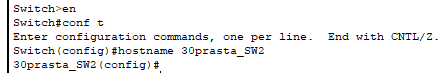 Switch>en
Switch#conf t
Enter configuration commands, one per line.  End with CNTL/Z.
Switch(config)#hostname 30prasta_SW2
30prasta_SW2(config)#